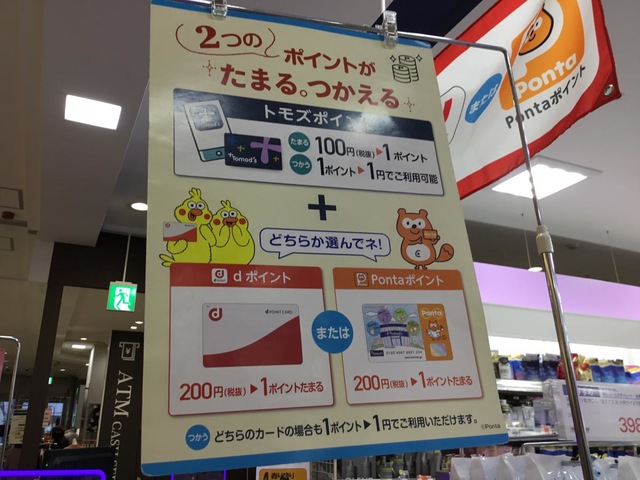 2つの ポイントが
たまる。つかえる
トモズポイン
たまる 100円(税抜)▶1ポイント
つかう 1ポイント▶1円でご利用可能
Tomod's
+
どちらか選んでネ!
d dポイント
Pontaポイント
d POINT CARD
Ponta
または
200円(税抜)▶1ポイントたまる
200円(税抜)▶1ポイントたまる
つかう どちらのカードの場合も1ポイント▶1円でご利用いただけます。
©Ponta
または
Ponta
Pontaポイント
ATM
398